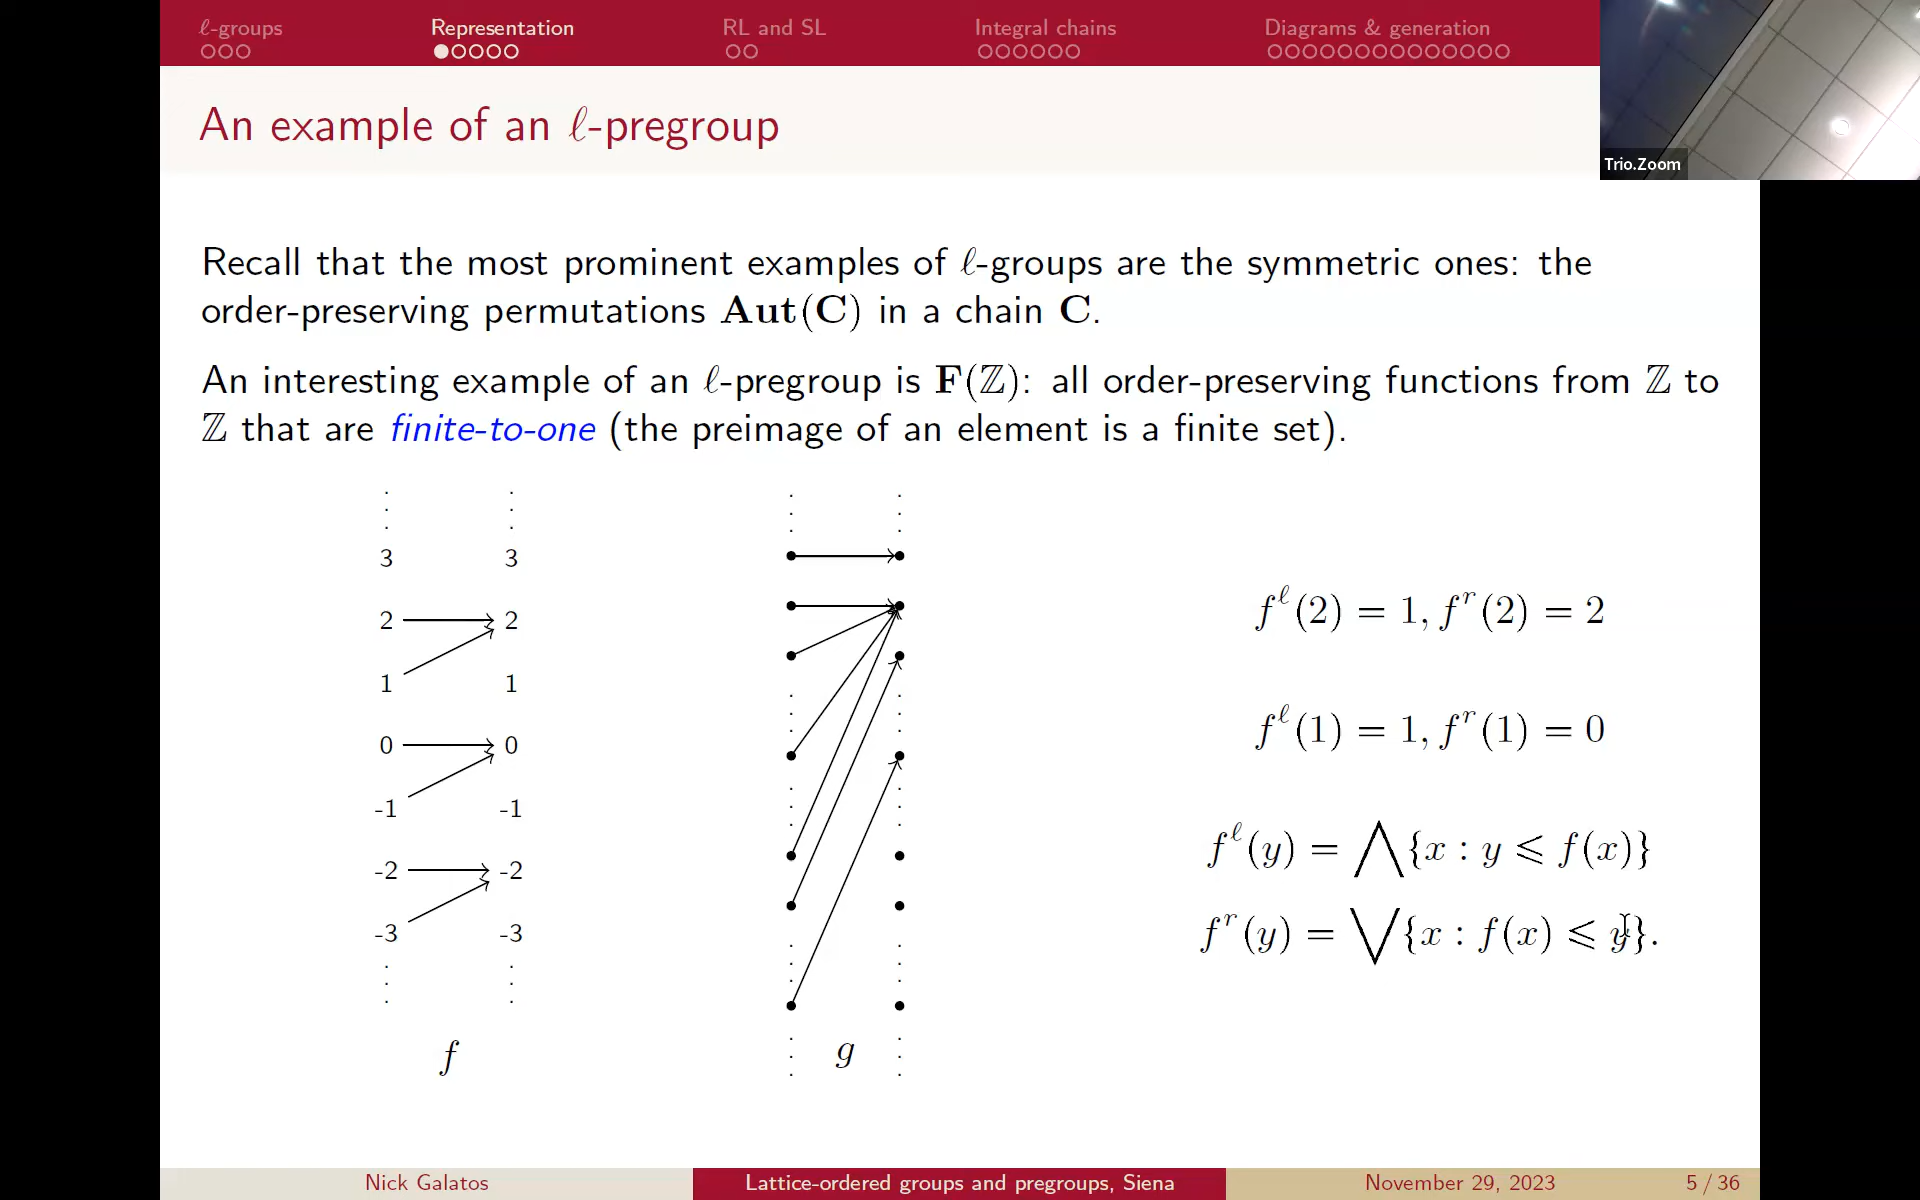 ℓ-groups Representation RL and SL Integral chains Diagrams & generation
Trio.Zoom
An example of an ℓ-pregroup
Recall that the most prominent examples of ℓ-groups are the symmetric ones: the
order-preserving permutations Aut(C) in a chain C.
An interesting example of an ℓ-pregroup is F(ℤ): all order-preserving functions from ℤ to
ℤ that are finite-to-one (the preimage of an element is a finite set).
3 3
2 2
1 1
0 0
-1 -1
-2 -2
-3 -3
f
g
f^ℓ(2) = 1, f^r(2) = 2
f^ℓ(1) = 1, f^r(1) = 0
f^ℓ(y) = ⋀{x : y ⩽ f(x)}
f^r(y) = ⋁{x : f(x) ⩽ y}.
Nick Galatos Lattice-ordered groups and pregroups, Siena November 29, 2023 5 / 36